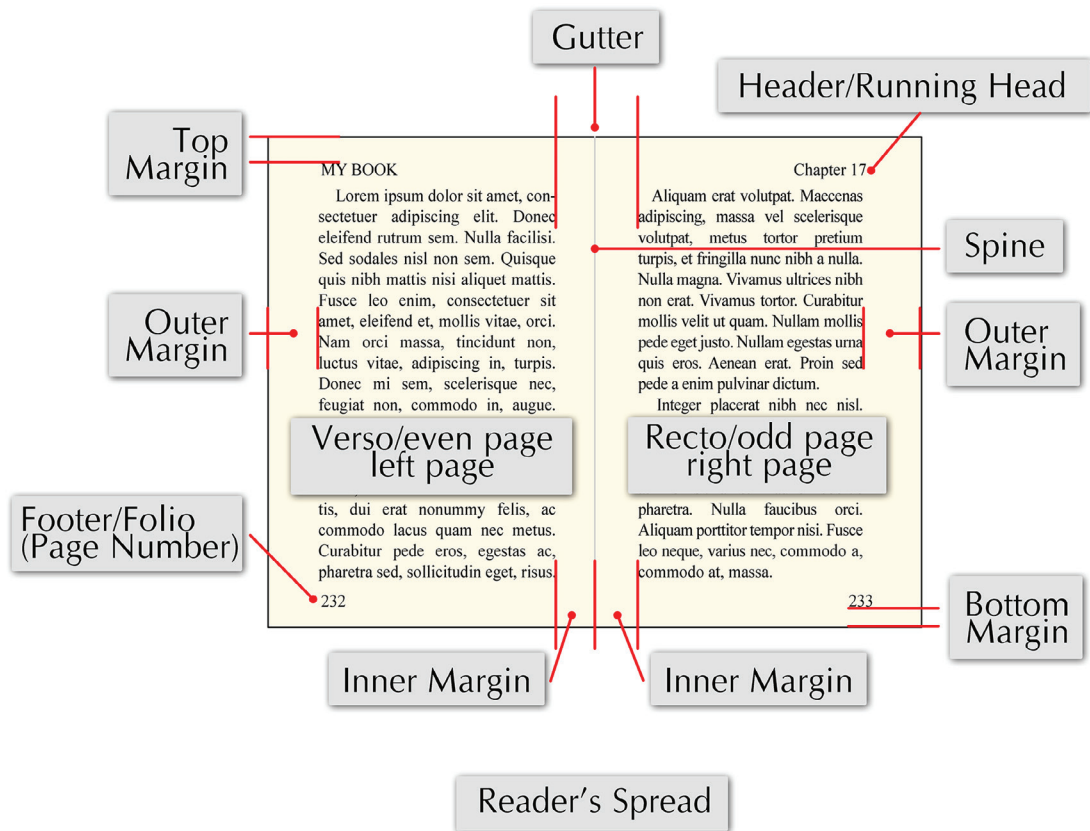 Gutter
Header/Running Head
Top
Margin
MY BOOK
Lorem ipsum dolor sit amet, con-
sectetuer adipiscing elit. Donec
eleifend rutrum sem. Nulla facilisi.
Sed sodales nisl non sem. Quisque
quis nibh mattis nisi aliquet mattis.
Fusce leo enim, consectetuer sit
amet, eleifend et, mollis vitae, orci.
Nam orci massa, tincidunt non,
luctus vitae, adipiscing in, turpis.
Donec mi sem, scelerisque nec,
feugiat non, commodo in, augue.
Verso/even page
left page
tis, dui erat nonummy felis, ac
commodo lacus quam nec metus.
Curabitur pede eros, egestas ac,
pharetra sed, sollicitudin eget, risus.
232
Chapter 17
Aliquam erat volutpat. Maecenas
adipiscing, massa vel scelerisque
volutpat, metus tortor pretium
turpis, et fringilla nunc nibh a nulla.
Nulla magna. Vivamus ultrices nibh
non erat. Vivamus tortor. Curabitur
mollis velit ut quam. Nullam mollis
pede eget justo. Nullam egestas urna
quis eros. Aenean erat. Proin sed
pede a enim pulvinar dictum.
Integer placerat nibh nec nisl.
Recto/odd page
right page
pharetra. Nulla faucibus orci.
Aliquam porttitor tempor nisi. Fusce
leo neque, varius nec, commodo a,
commodo at, massa.
233
Spine
Outer
Margin
Outer
Margin
Footer/Folio
(Page Number)
Bottom
Margin
Inner Margin
Inner Margin
Reader's Spread